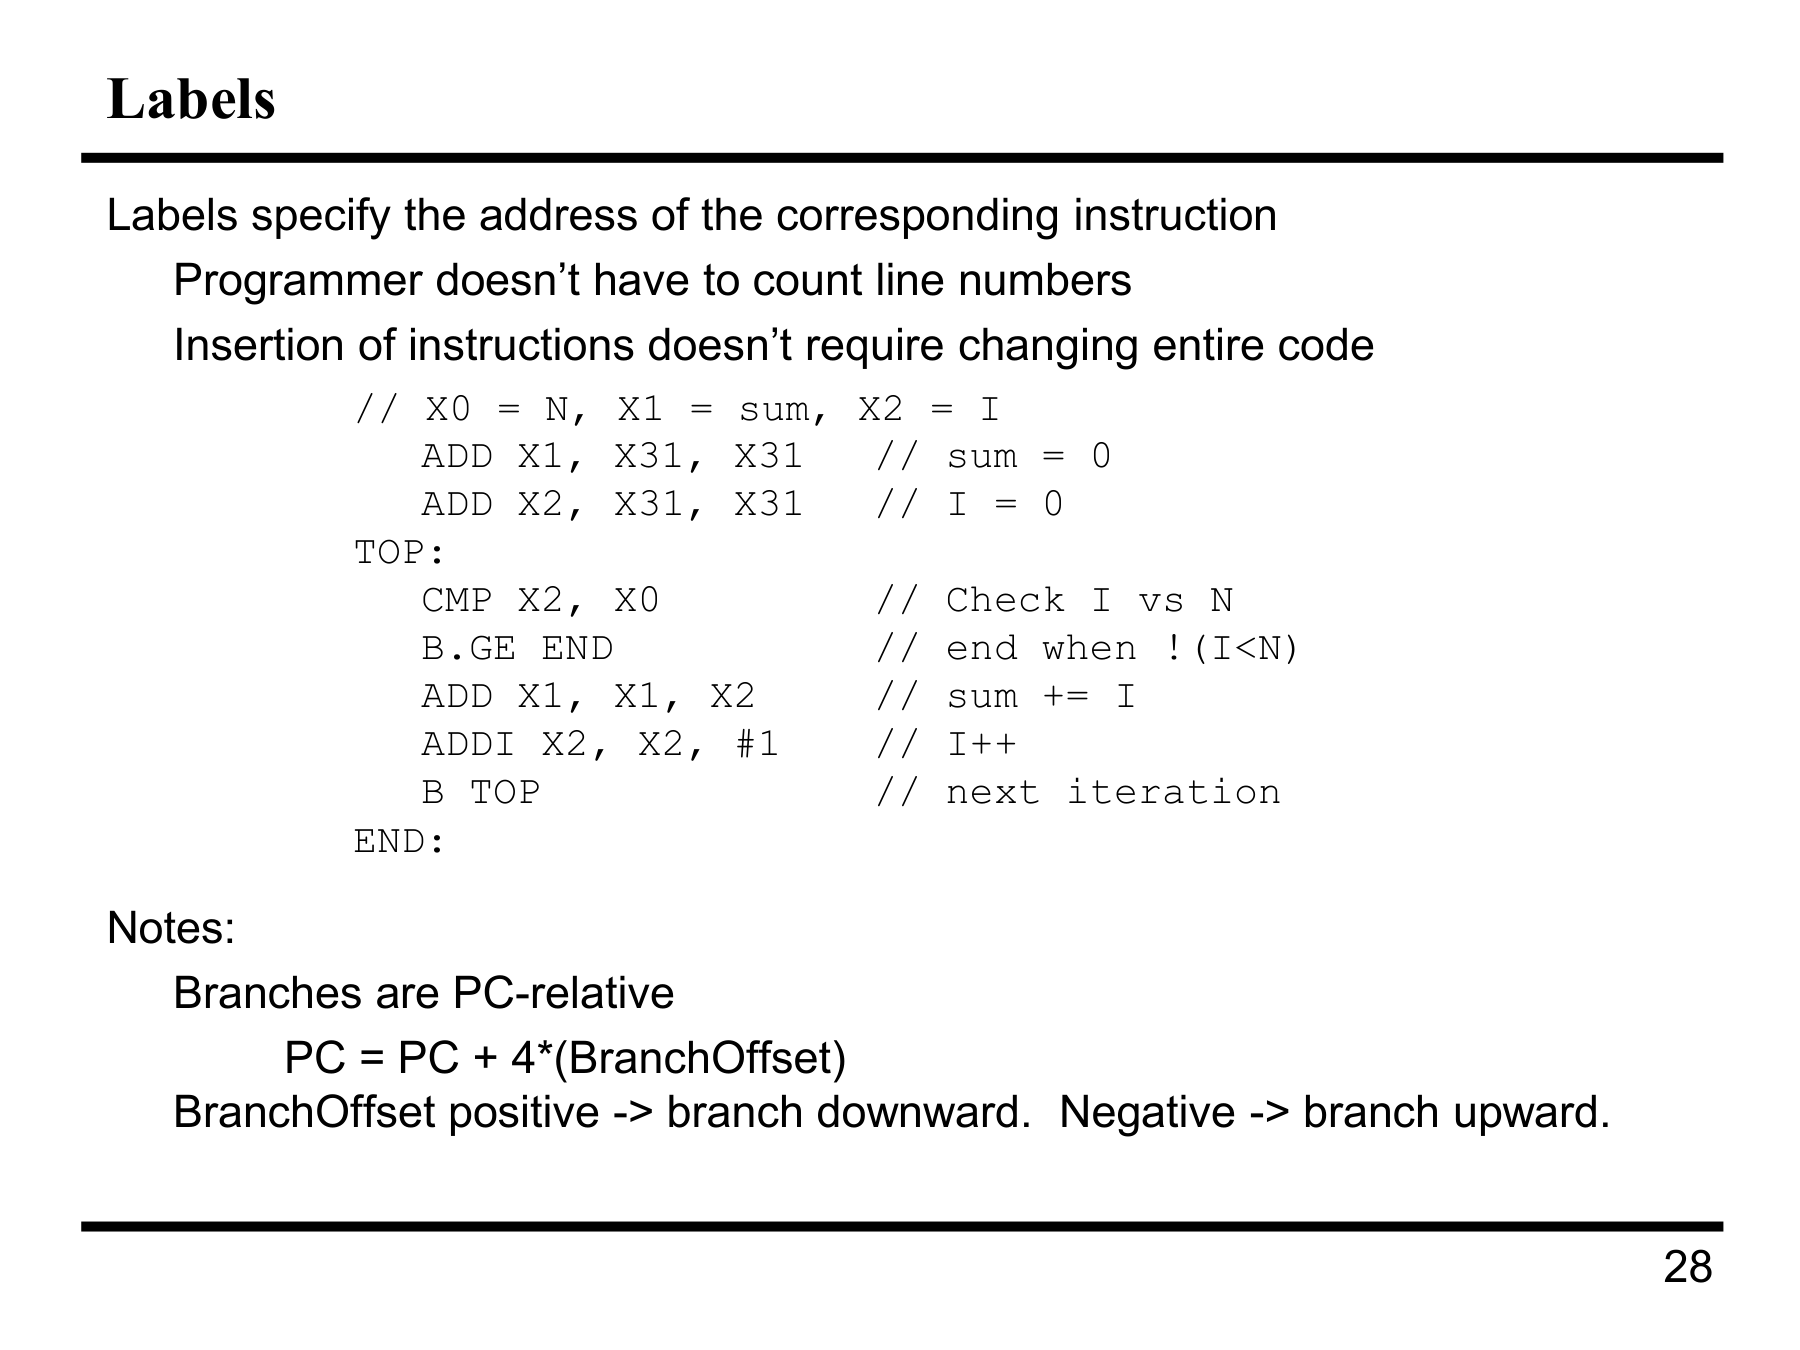 Labels
Labels specify the address of the corresponding instruction
Programmer doesn’t have to count line numbers
Insertion of instructions doesn’t require changing entire code
// X0 = N, X1 = sum, X2 = I
ADD X1, X31, X31   // sum = 0
ADD X2, X31, X31   // I = 0
TOP:
CMP X2, X0         // Check I vs N
B.GE END           // end when !(I<N)
ADD X1, X1, X2     // sum += I
ADDI X2, X2, #1    // I++
B TOP              // next iteration
END:
Notes:
Branches are PC-relative
PC = PC + 4*(BranchOffset)
BranchOffset positive -> branch downward.  Negative -> branch upward.
28